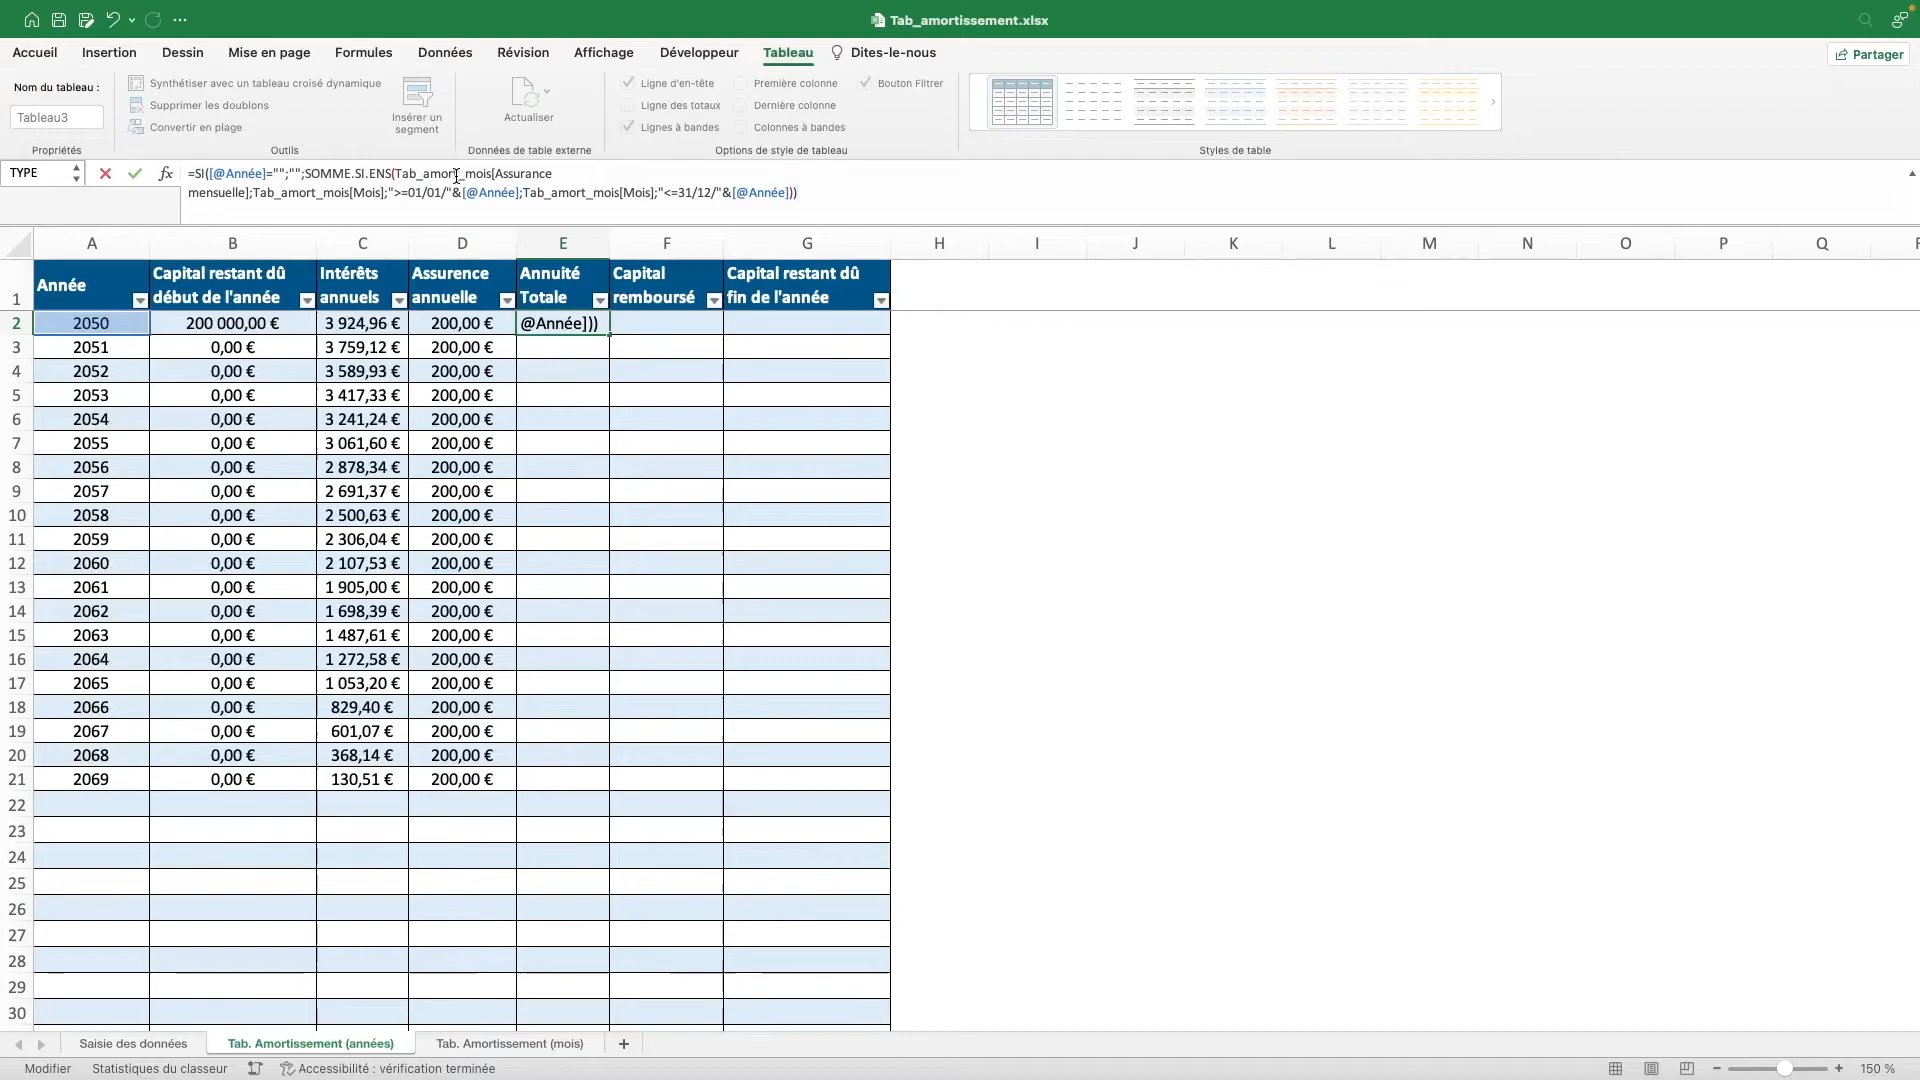 Tab_amortissement.xlsx
Accueil Insertion Dessin Mise en page Formules Données Révision Affichage Développeur Tableau Dites-le-nous Partager
Nom du tableau :
Tableau3
Propriétés
Synthétiser avec un tableau croisé dynamique
Supprimer les doublons
Convertir en plage
Outils
Insérer un
segment
Actualiser
Données de table externe
Ligne d'en-tête Première colonne Bouton Filtrer
Ligne des totaux Dernière colonne
Lignes à bandes Colonnes à bandes
Options de style de tableau
Styles de table
TYPE fx =SI([@Année]="";"";SOMME.SI.ENS(Tab_amort_mois[Assurance
mensuelle];Tab_amort_mois[Mois];">=01/01/"&[@Année];Tab_amort_mois[Mois];"<=31/12/"&[@Année]))
A B C D E F G H I J K L M N O P Q
1 Année Capital restant dû début de l'année Intérêts annuels Assurence annuelle Annuité Totale Capital remboursé Capital restant dû fin de l'année
2 2050 200 000,00 € 3 924,96 € 200,00 € @Année]))
3 2051 0,00 € 3 759,12 € 200,00 €
4 2052 0,00 € 3 589,93 € 200,00 €
5 2053 0,00 € 3 417,33 € 200,00 €
6 2054 0,00 € 3 241,24 € 200,00 €
7 2055 0,00 € 3 061,60 € 200,00 €
8 2056 0,00 € 2 878,34 € 200,00 €
9 2057 0,00 € 2 691,37 € 200,00 €
10 2058 0,00 € 2 500,63 € 200,00 €
11 2059 0,00 € 2 306,04 € 200,00 €
12 2060 0,00 € 2 107,53 € 200,00 €
13 2061 0,00 € 1 905,00 € 200,00 €
14 2062 0,00 € 1 698,39 € 200,00 €
15 2063 0,00 € 1 487,61 € 200,00 €
16 2064 0,00 € 1 272,58 € 200,00 €
17 2065 0,00 € 1 053,20 € 200,00 €
18 2066 0,00 € 829,40 € 200,00 €
19 2067 0,00 € 601,07 € 200,00 €
20 2068 0,00 € 368,14 € 200,00 €
21 2069 0,00 € 130,51 € 200,00 €
22
23
24
25
26
27
28
29
30
Saisie des données Tab. Amortissement (années) Tab. Amortissement (mois) +
Modifier Statistiques du classeur Accessibilité : vérification terminée 150 %